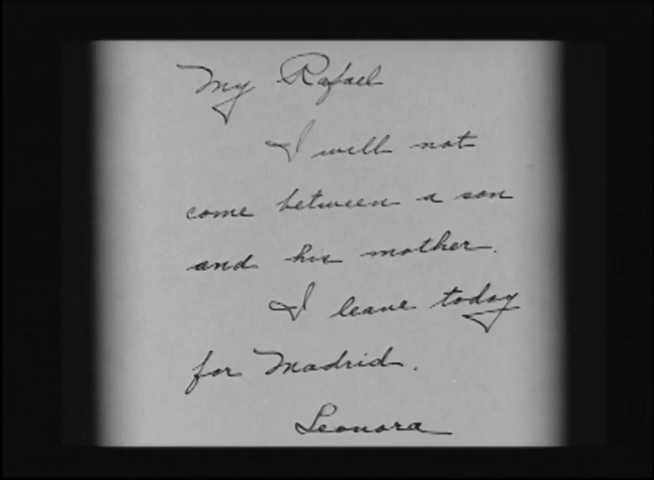 My Rafael
I will not
come between a son
and his mother.
I leave today
for Madrid.
Leonora